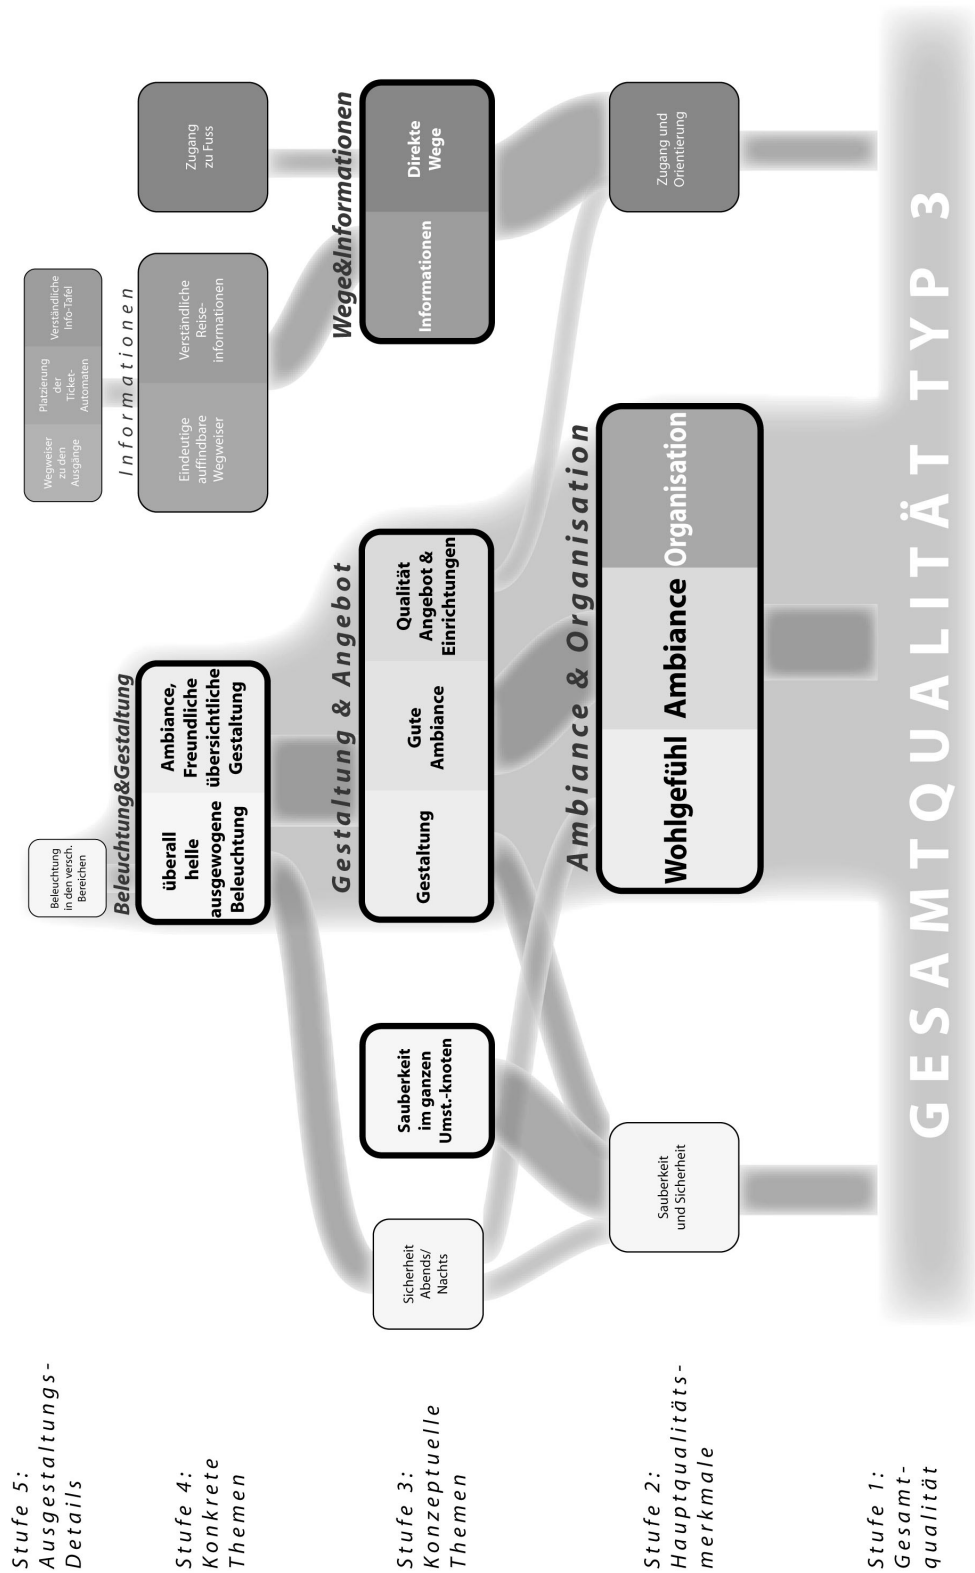 Stufe 5:
Ausgestaltungs-
Details
Beleuchtung
in den versch.
Bereichen
Wegweiser
zu den
Ausgänge
Platzierung
der
Ticket-
Automaten
Verständliche
Info-Tafel
Stufe 4:
Konkrete
Themen
Beleuchtung&Gestaltung
überall
helle
ausgewogene
Beleuchtung
Ambiance,
Freundliche
übersichtliche
Gestaltung
Informationen
Eindeutige
auffindbare
Wegweiser
Verständliche
Reise-
informationen
Zugang
zu Fuss
Stufe 3:
Konzeptuelle
Themen
Sicherheit
Abends/
Nachts
Sauberkeit
im ganzen
Umst.-knoten
Gestaltung & Angebot
Gestaltung
Gute
Ambiance
Qualität
Angebot &
Einrichtungen
Wege&Informationen
Informationen
Direkte
Wege
Stufe 2:
Hauptqualitäts-
merkmale
Sauberkeit
und Sicherheit
Ambiance & Organisation
Wohlgefühl
Ambiance
Organisation
Zugang und
Orientierung
Stufe 1:
Gesamt-
qualität
GESAMTQUALITÄT TYP 3